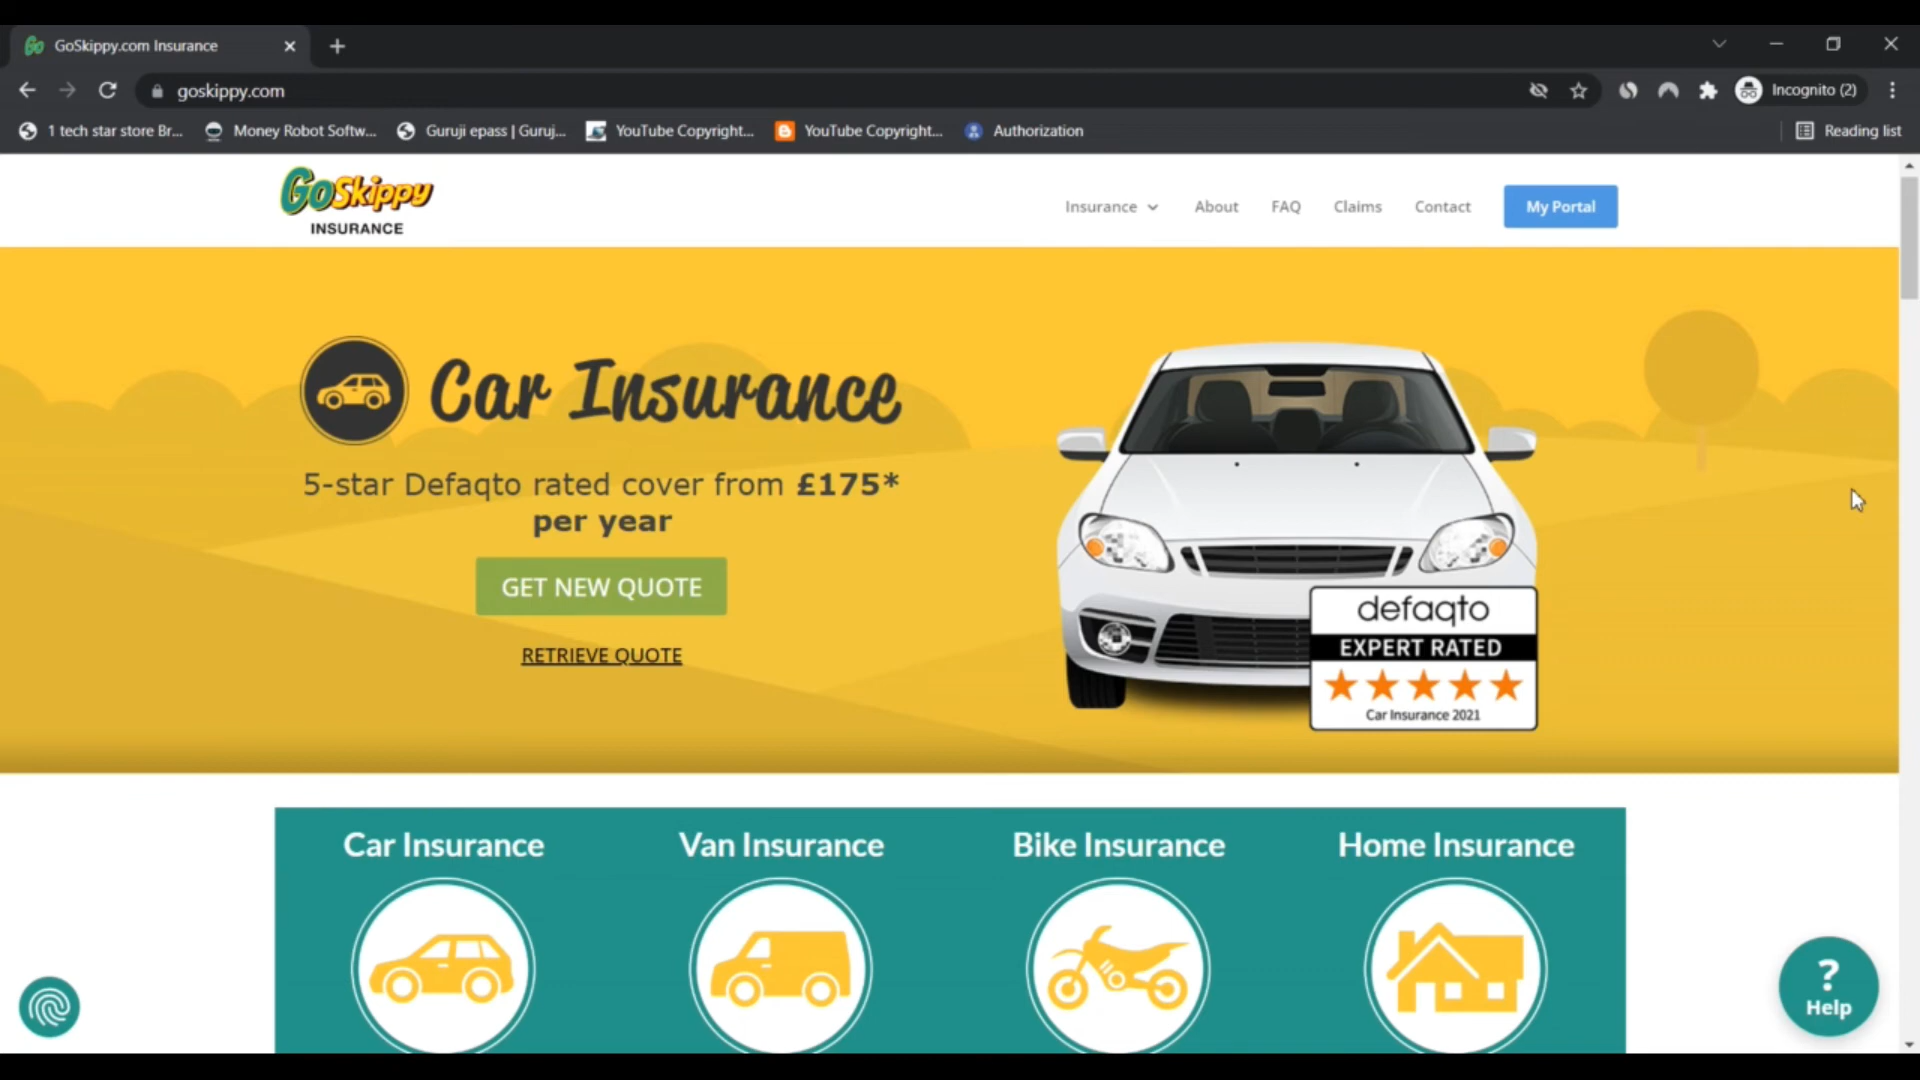 GoSkippy.com Insurance
goskippy.com
Incognito (2)
1 tech star store Br...
Money Robot Softw...
Guruji epass | Guruj...
YouTube Copyright...
YouTube Copyright...
Authorization
Reading list
GoSkippy
INSURANCE
Insurance
About
FAQ
Claims
Contact
My Portal
Car Insurance
5-star Defaqto rated cover from £175*
per year
GET NEW QUOTE
RETRIEVE QUOTE
defaqto
EXPERT RATED
Car Insurance 2021
Car Insurance
Van Insurance
Bike Insurance
Home Insurance
?
Help